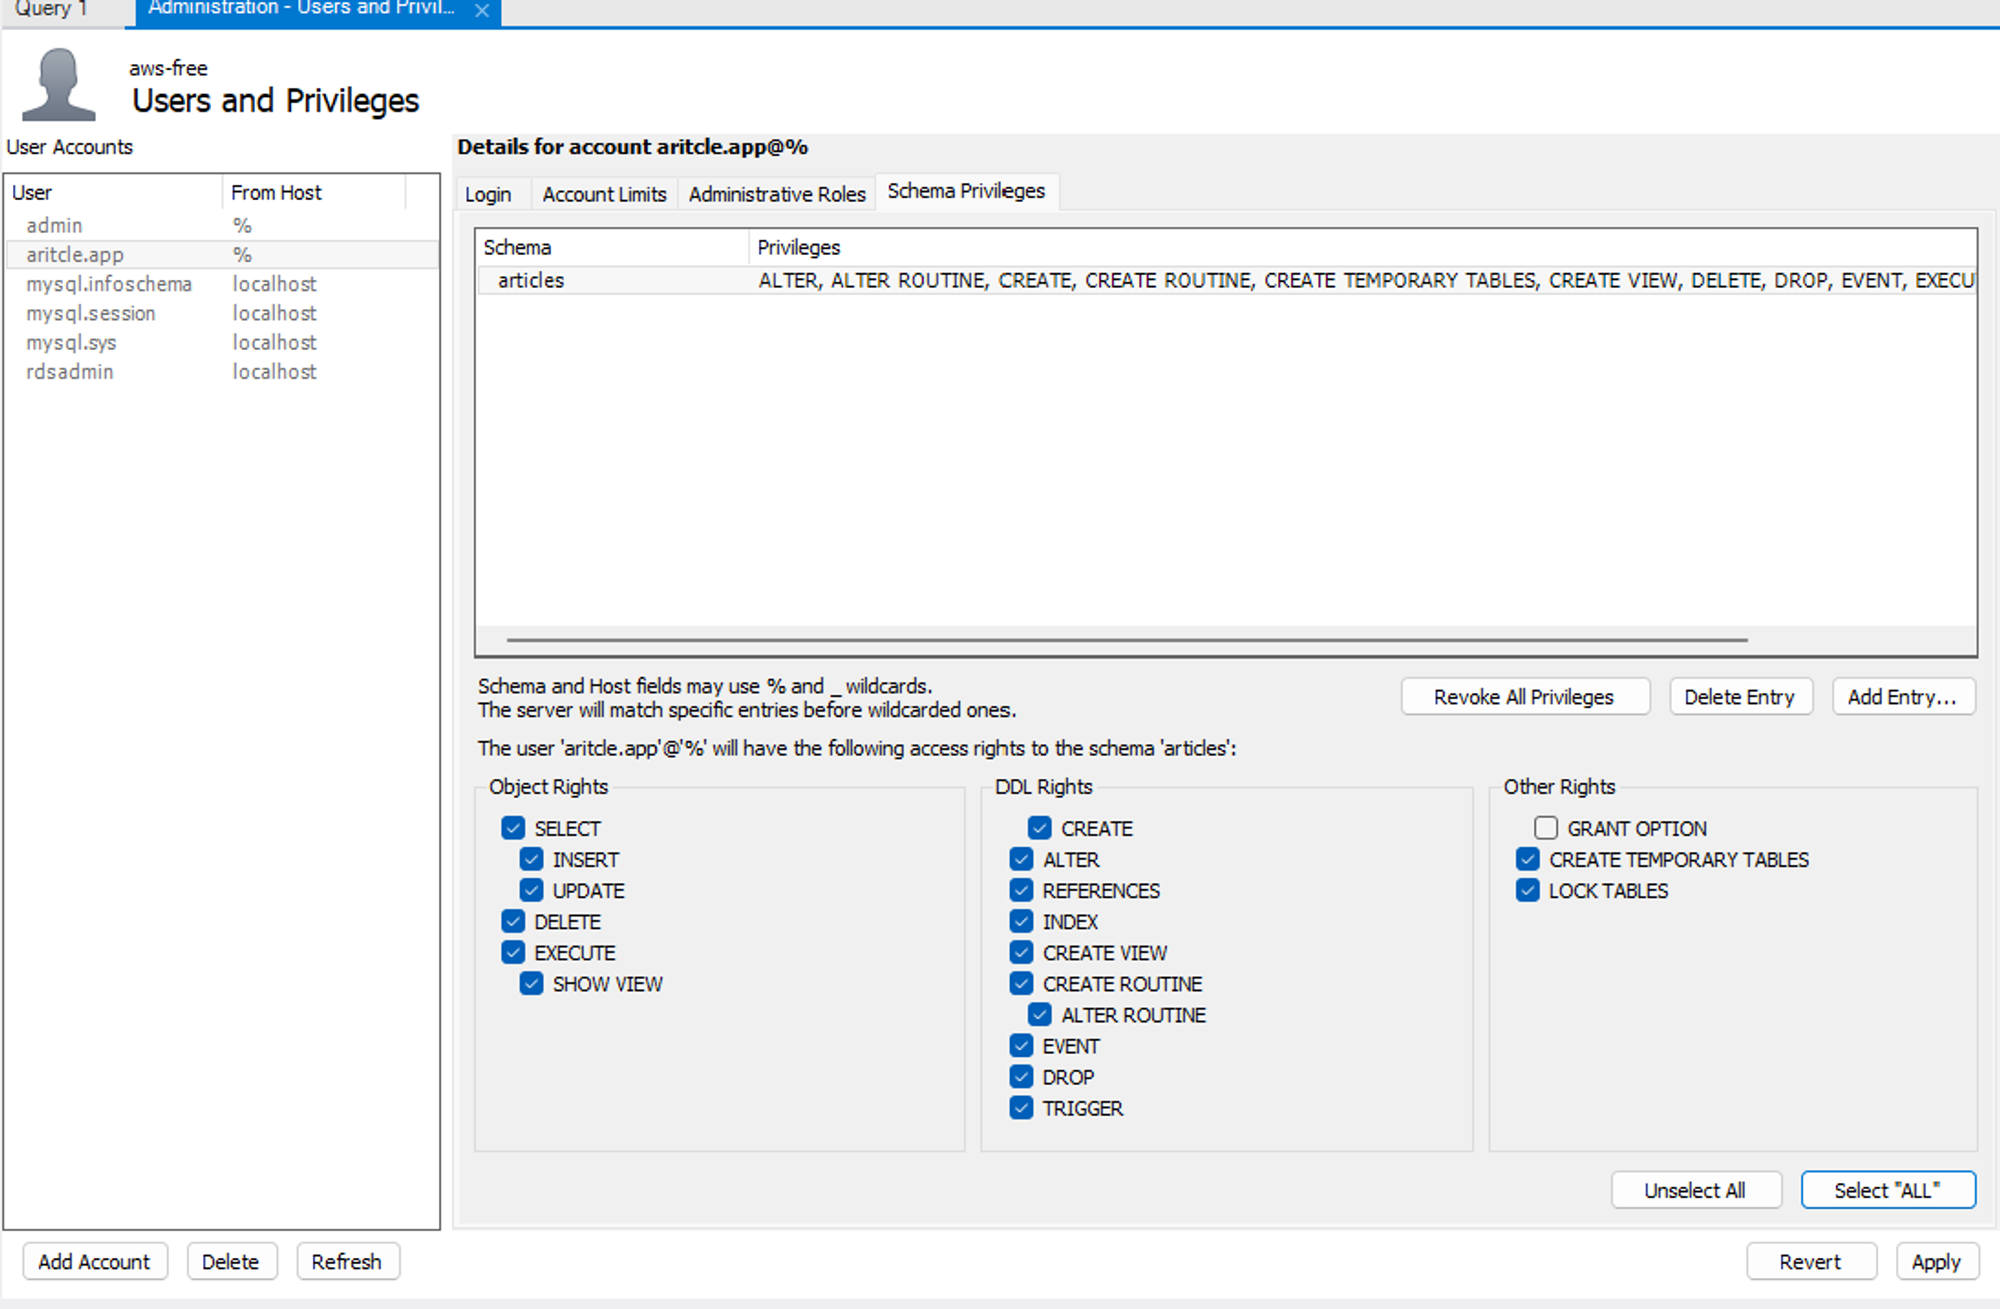 Query 1
Administration - Users and Privil...
aws-free
Users and Privileges
User Accounts
User From Host
admin %
aritcle.app %
mysql.infoschema localhost
mysql.session localhost
mysql.sys localhost
rdsadmin localhost
Details for account aritcle.app@%
Login Account Limits Administrative Roles Schema Privileges
Schema Privileges
articles ALTER, ALTER ROUTINE, CREATE, CREATE ROUTINE, CREATE TEMPORARY TABLES, CREATE VIEW, DELETE, DROP, EVENT, EXECU
Schema and Host fields may use % and _ wildcards.
The server will match specific entries before wildcarded ones.
Revoke All Privileges Delete Entry Add Entry...
The user 'aritcle.app'@'%' will have the following access rights to the schema 'articles':
Object Rights
SELECT
INSERT
UPDATE
DELETE
EXECUTE
SHOW VIEW
DDL Rights
CREATE
ALTER
REFERENCES
INDEX
CREATE VIEW
CREATE ROUTINE
ALTER ROUTINE
EVENT
DROP
TRIGGER
Other Rights
GRANT OPTION
CREATE TEMPORARY TABLES
LOCK TABLES
Unselect All Select "ALL"
Add Account Delete Refresh
Revert Apply